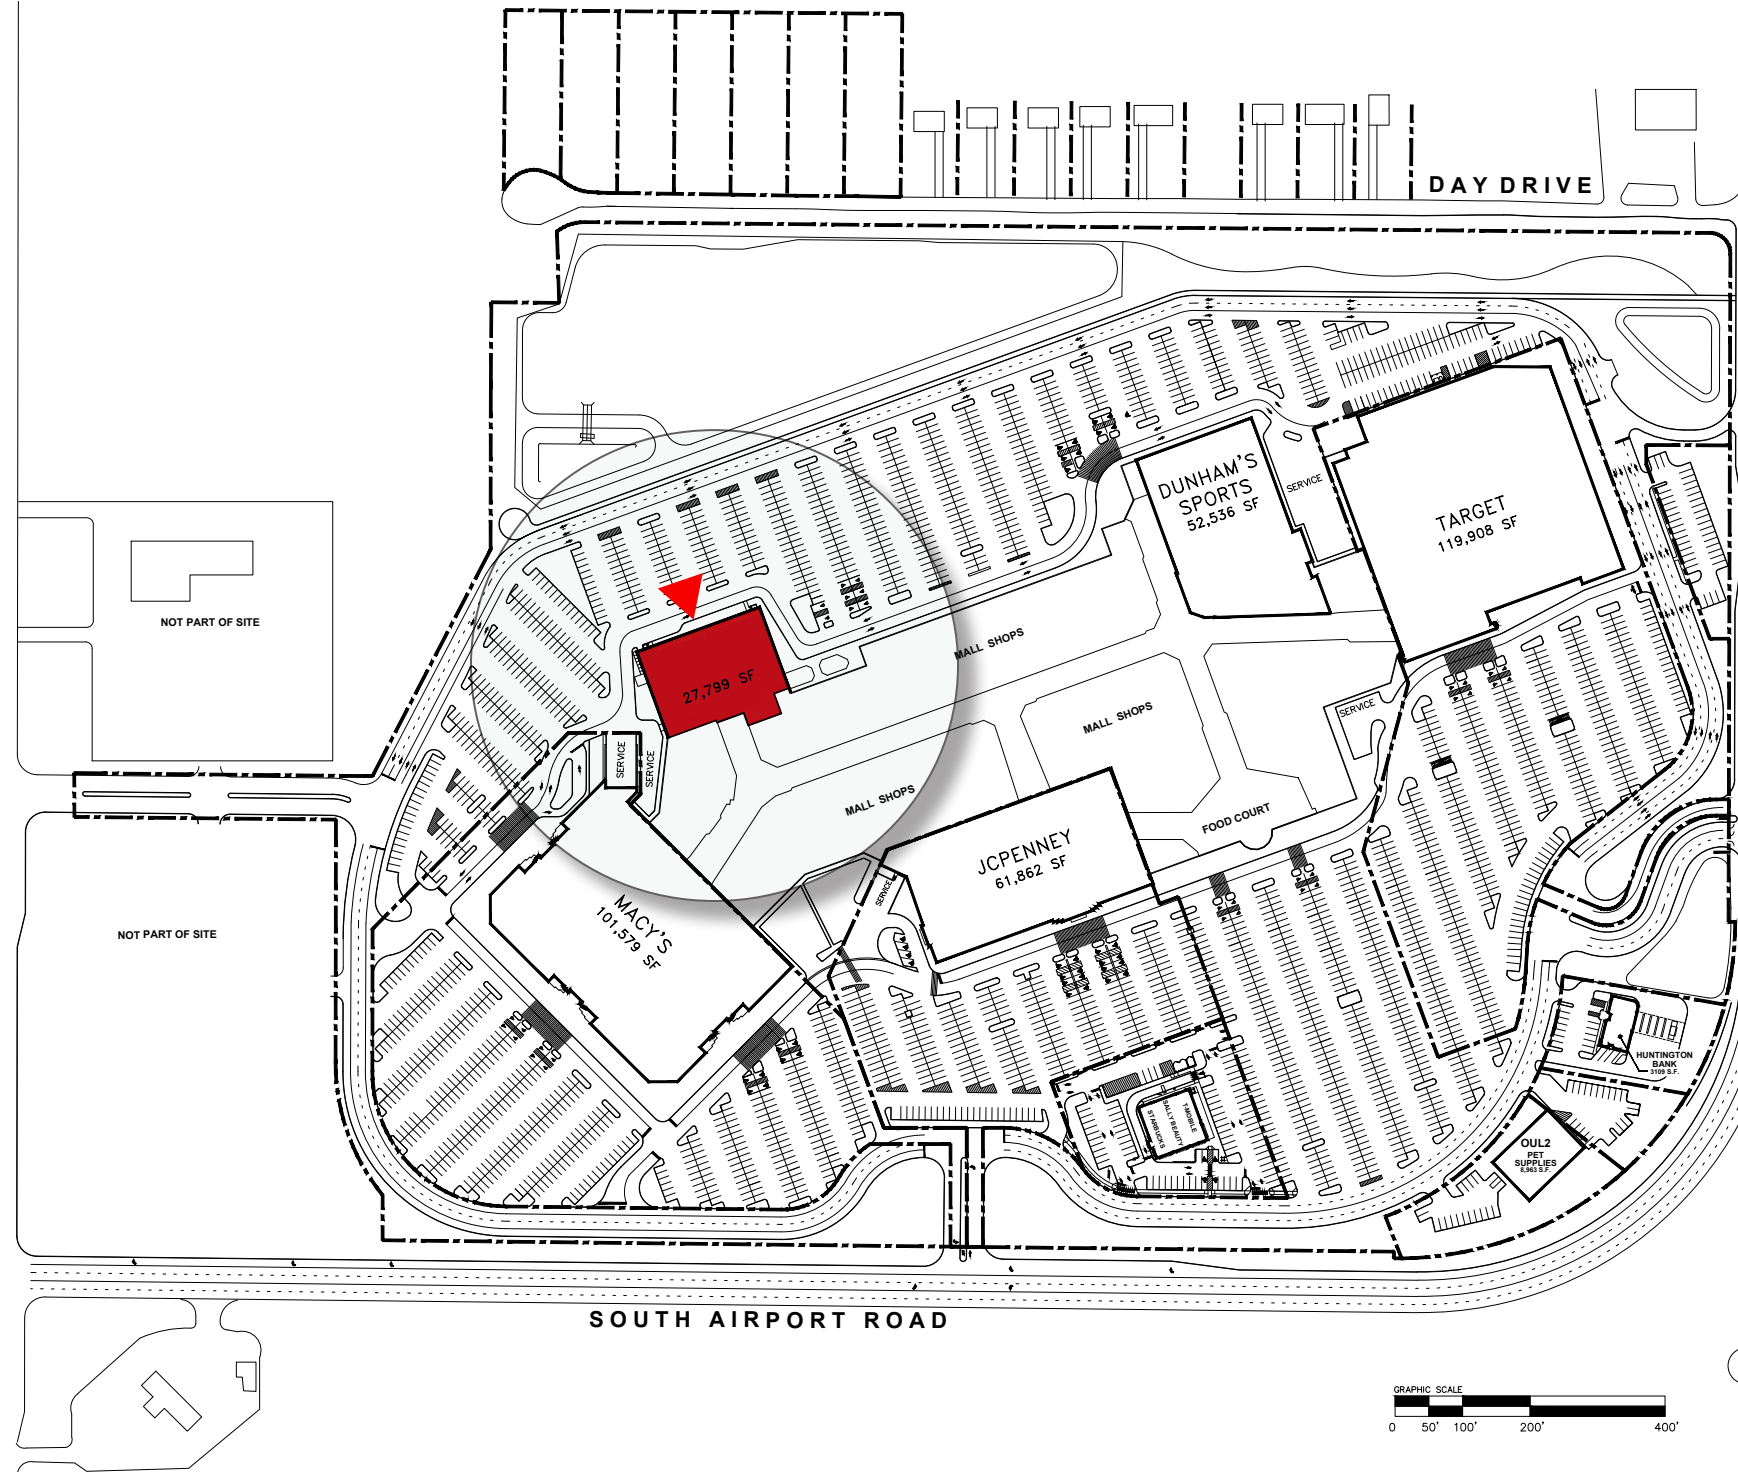 DAY DRIVE
DUNHAM'S
SPORTS
52,536 SF
SERVICE
TARGET
119,908 SF
NOT PART OF SITE
MALL SHOPS
27,799 SF
SERVICE
MALL SHOPS
SERVICE
SERVICE
MALL SHOPS
FOOD COURT
JCPENNEY
61,862 SF
SERVICE
MACY'S
101,579 SF
NOT PART OF SITE
HUNTINGTON
BANK
3109 S.F.
T-MOBILE
SALLY BEAUTY
STARBUCKS
OUL2
PET
SUPPLIES
8,963 S.F.
SOUTH AIRPORT ROAD
GRAPHIC SCALE
0 50' 100' 200' 400'